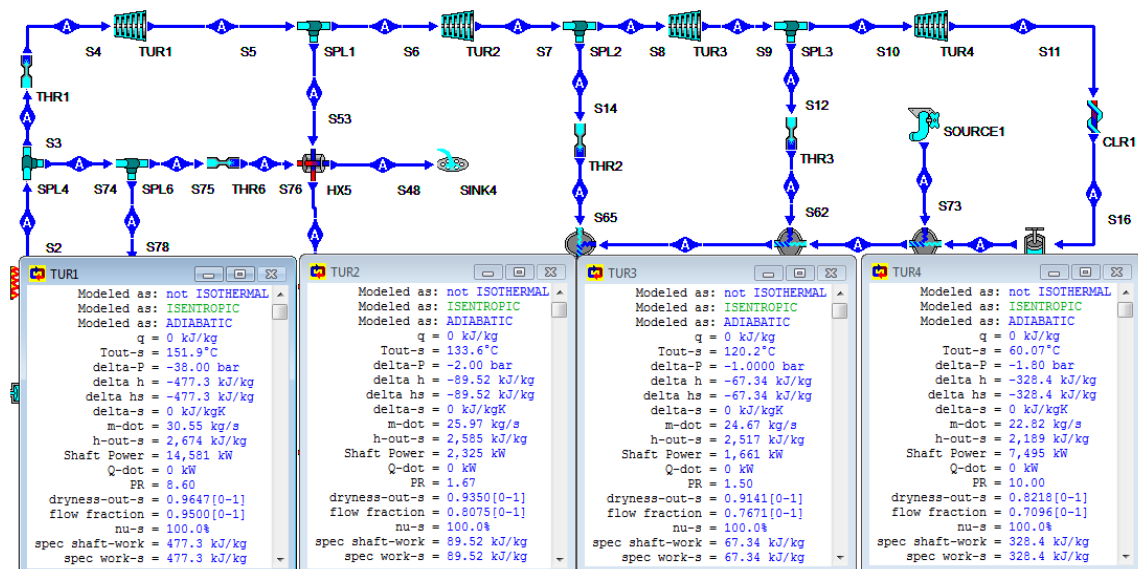 S4 TUR1 S5 SPL1 S6 TUR2 S7 SPL2 S8 TUR3 S9 SPL3 S10 TUR4 S11
THR1 S53 S14 S12 SOURCE1 CLR1
S3 THR2 THR3
SPL4 S74 SPL6 S75 THR6 S76 HX5 S48 SINK4
S2 S78 S65 S62 S73 S16
A A A A A A A A A A A A A A A A A A A A A A A A A
TUR1
Modeled as: not ISOTHERMAL
Modeled as: ISENTROPIC
Modeled as: ADIABATIC
q = 0 kJ/kg
Tout-s = 151.9°C
delta-P = -38.00 bar
delta h = -477.3 kJ/kg
delta hs = -477.3 kJ/kg
delta-s = 0 kJ/kgK
m-dot = 30.55 kg/s
h-out-s = 2,674 kJ/kg
Shaft Power = 14,581 kW
Q-dot = 0 kW
PR = 8.60
dryness-out-s = 0.9647[0-1]
flow fraction = 0.9500[0-1]
nu-s = 100.0%
spec shaft-work = 477.3 kJ/kg
spec work-s = 477.3 kJ/kg
TUR2
Modeled as: not ISOTHERMAL
Modeled as: ISENTROPIC
Modeled as: ADIABATIC
q = 0 kJ/kg
Tout-s = 133.6°C
delta-P = -2.00 bar
delta h = -89.52 kJ/kg
delta hs = -89.52 kJ/kg
delta-s = 0 kJ/kgK
m-dot = 25.97 kg/s
h-out-s = 2,585 kJ/kg
Shaft Power = 2,325 kW
Q-dot = 0 kW
PR = 1.67
dryness-out-s = 0.9350[0-1]
flow fraction = 0.8075[0-1]
nu-s = 100.0%
spec shaft-work = 89.52 kJ/kg
spec work-s = 89.52 kJ/kg
TUR3
Modeled as: not ISOTHERMAL
Modeled as: ISENTROPIC
Modeled as: ADIABATIC
q = 0 kJ/kg
Tout-s = 120.2°C
delta-P = -1.0000 bar
delta h = -67.34 kJ/kg
delta hs = -67.34 kJ/kg
delta-s = 0 kJ/kgK
m-dot = 24.67 kg/s
h-out-s = 2,517 kJ/kg
Shaft Power = 1,661 kW
Q-dot = 0 kW
PR = 1.50
dryness-out-s = 0.9141[0-1]
flow fraction = 0.7671[0-1]
nu-s = 100.0%
spec shaft-work = 67.34 kJ/kg
spec work-s = 67.34 kJ/kg
TUR4
Modeled as: not ISOTHERMAL
Modeled as: ISENTROPIC
Modeled as: ADIABATIC
q = 0 kJ/kg
Tout-s = 60.07°C
delta-P = -1.80 bar
delta h = -328.4 kJ/kg
delta hs = -328.4 kJ/kg
delta-s = 0 kJ/kgK
m-dot = 22.82 kg/s
h-out-s = 2,189 kJ/kg
Shaft Power = 7,495 kW
Q-dot = 0 kW
PR = 10.00
dryness-out-s = 0.8218[0-1]
flow fraction = 0.7096[0-1]
nu-s = 100.0%
spec shaft-work = 328.4 kJ/kg
spec work-s = 328.4 kJ/kg